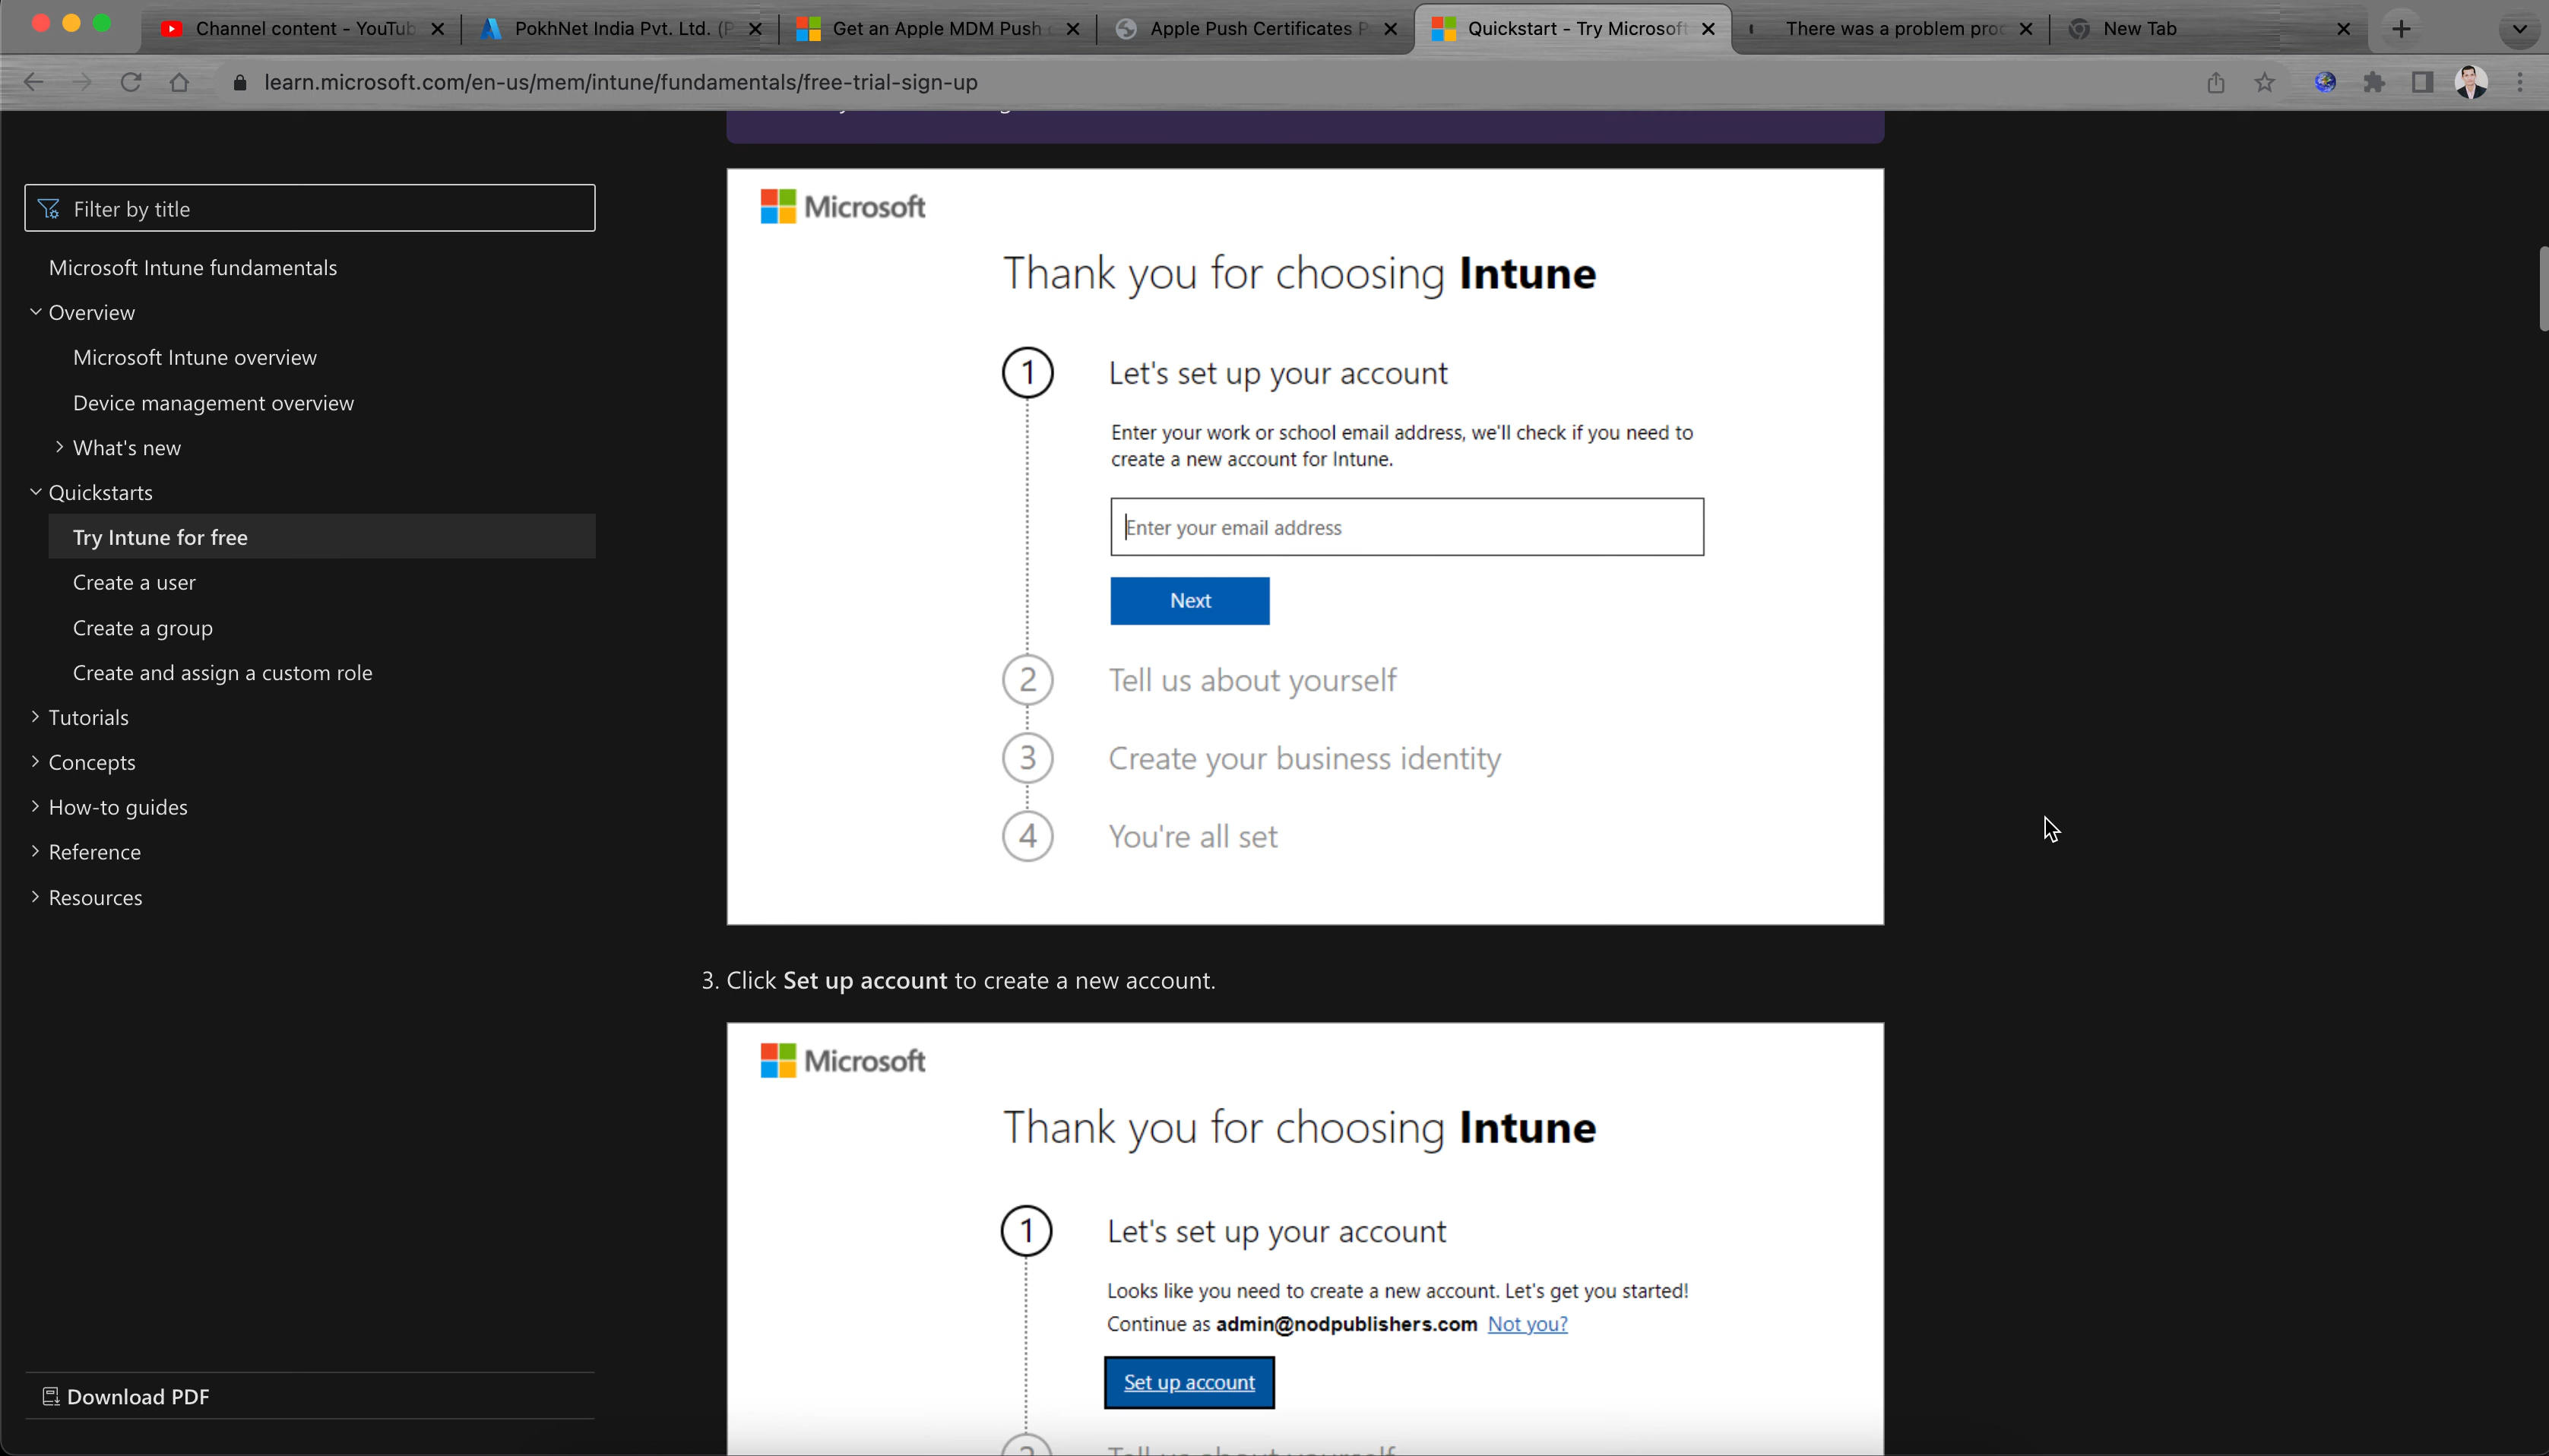 Channel content - YouTub
PokhNet India Pvt. Ltd. (P
Get an Apple MDM Push c
Apple Push Certificates P
Quickstart - Try Microsoft
There was a problem proc
New Tab
learn.microsoft.com/en-us/mem/intune/fundamentals/free-trial-sign-up
Filter by title
Microsoft Intune fundamentals
Overview
Microsoft Intune overview
Device management overview
What's new
Quickstarts
Try Intune for free
Create a user
Create a group
Create and assign a custom role
Tutorials
Concepts
How-to guides
Reference
Resources
Download PDF
Microsoft
Thank you for choosing Intune
1 Let's set up your account
Enter your work or school email address, we'll check if you need to
create a new account for Intune.
Enter your email address
Next
2 Tell us about yourself
3 Create your business identity
4 You're all set
3. Click Set up account to create a new account.
Microsoft
Thank you for choosing Intune
1 Let's set up your account
Looks like you need to create a new account. Let's get you started!
Continue as admin@nodpublishers.com Not you?
Set up account
2 Tell us about yourself